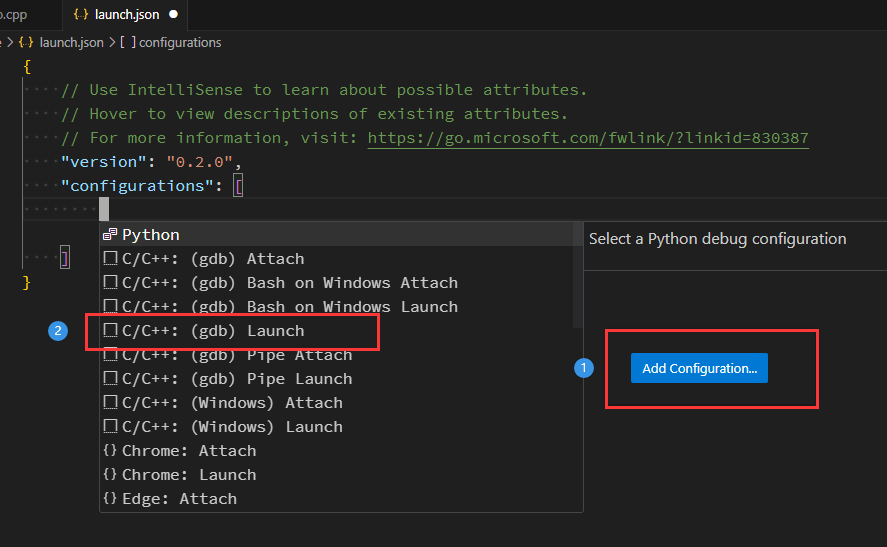 o.cpp
{..} launch.json ●
e > {..} launch.json > [ ] configurations
{
// Use IntelliSense to learn about possible attributes.
// Hover to view descriptions of existing attributes.
// For more information, visit: https://go.microsoft.com/fwlink/?linkid=830387
"version": "0.2.0",
"configurations": [
Python
Select a Python debug configuration
C/C++: (gdb) Attach
]
C/C++: (gdb) Bash on Windows Attach
}
C/C++: (gdb) Bash on Windows Launch
2
C/C++: (gdb) Launch
C/C++: (gdb) Pipe Attach
1
Add Configuration...
C/C++: (gdb) Pipe Launch
C/C++: (Windows) Attach
C/C++: (Windows) Launch
{} Chrome: Attach
{} Chrome: Launch
{} Edge: Attach